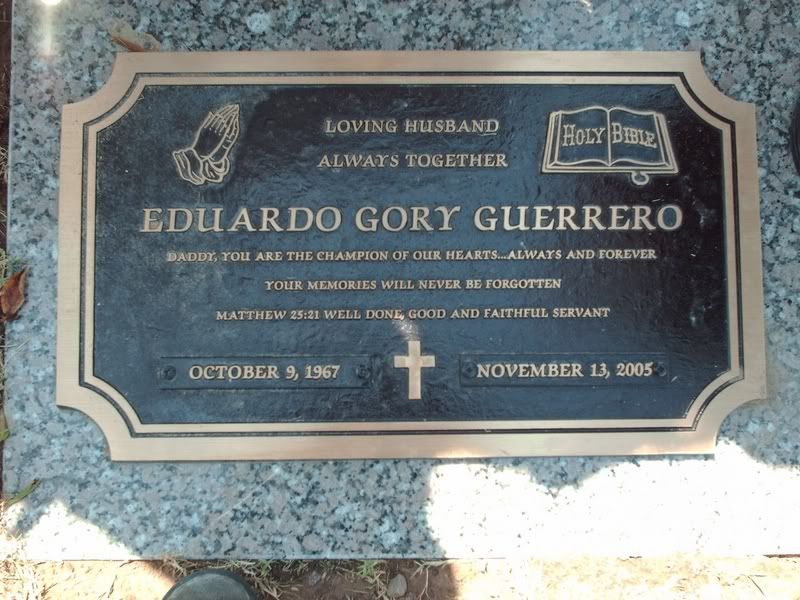 LOVING HUSBAND
ALWAYS TOGETHER
HOLY BIBLE
EDUARDO GORY GUERRERO
DADDY, YOU ARE THE CHAMPION OF OUR HEARTS...ALWAYS AND FOREVER
YOUR MEMORIES WILL NEVER BE FORGOTTEN
MATTHEW 25:21 WELL DONE, GOOD AND FAITHFUL SERVANT
OCTOBER 9, 1967
NOVEMBER 13, 2005